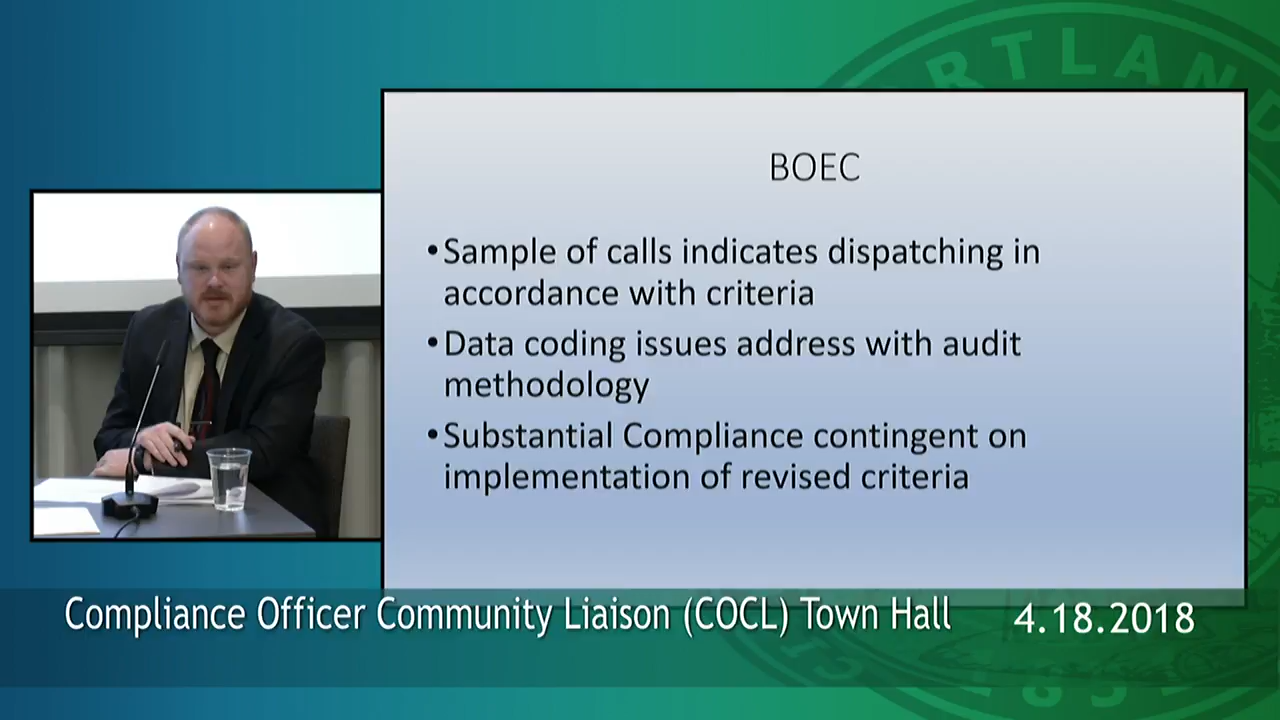 RTLAND
BOEC
•Sample of calls indicates dispatching in
accordance with criteria
•Data coding issues address with audit
methodology
•Substantial Compliance contingent on
implementation of revised criteria
Compliance Officer Community Liaison (COCL) Town Hall
4.18.2018